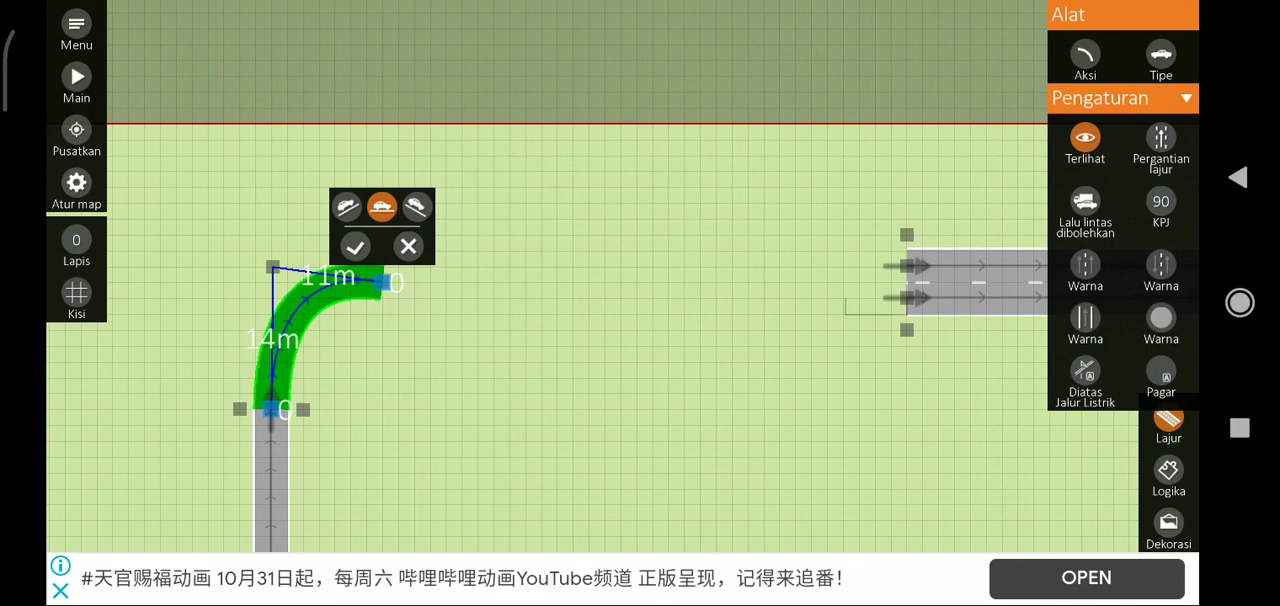 Menu
Main
Pusatkan
Atur map
0
Lapis
Kisi
11m
0
14m
0
Alat
Aksi
Tipe
Pengaturan
Terlihat
Pergantian
lajur
Lalu lintas
dibolehkan
90
KPJ
Warna
Warna
Warna
Warna
A
Diatas
Jalur Listrik
A
Pagar
Lajur
Logika
Dekorasi
#天官赐福动画 10月31日起，每周六 哔哩哔哩动画YouTube频道 正版呈现，记得来追番！
OPEN